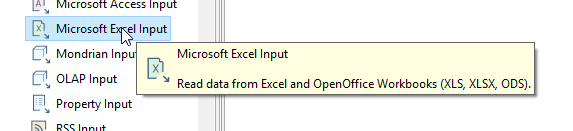 Microsoft Access Input
Microsoft Excel Input
Mondrian Input
OLAP Input
Property Input
RSS Input
Microsoft Excel Input
Read data from Excel and OpenOffice Workbooks (XLS, XLSX, ODS).